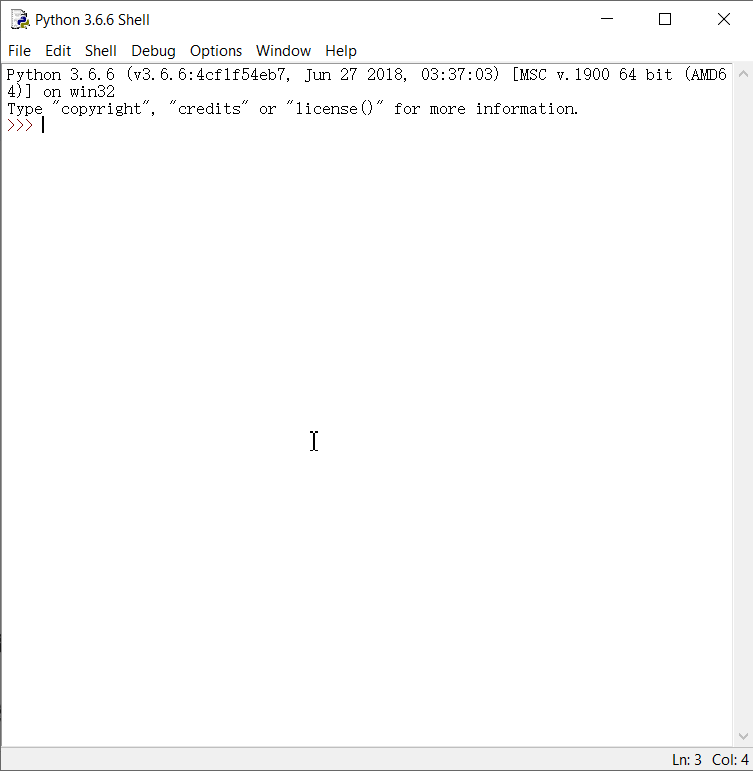 Python 3.6.6 Shell
File Edit Shell Debug Options Window Help
Python 3.6.6 (v3.6.6:4cf1f54eb7, Jun 27 2018, 03:37:03) [MSC v.1900 64 bit (AMD6
4)] on win32
Type "copyright", "credits" or "license()" for more information.
>>>
Ln: 3 Col: 4